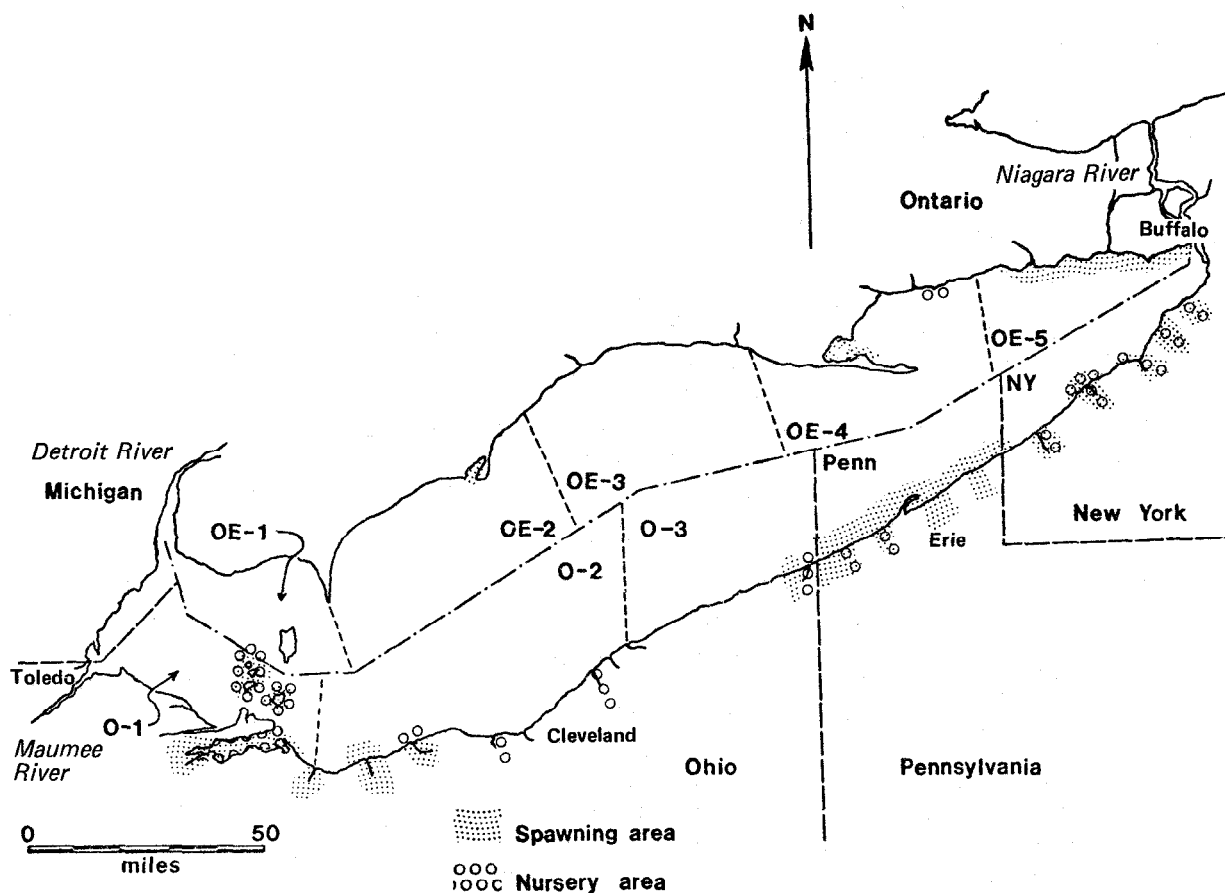 N
Niagara River
Ontario
Buffalo
OE-5
NY
Detroit River
Michigan
OE-4
Penn
OE-3
OE-1
OE-2
O-3
New York
Erie
O-2
Toledo
O-1
Maumee
River
Cleveland
Ohio
Pennsylvania
0 50
miles
Spawning area
Nursery area